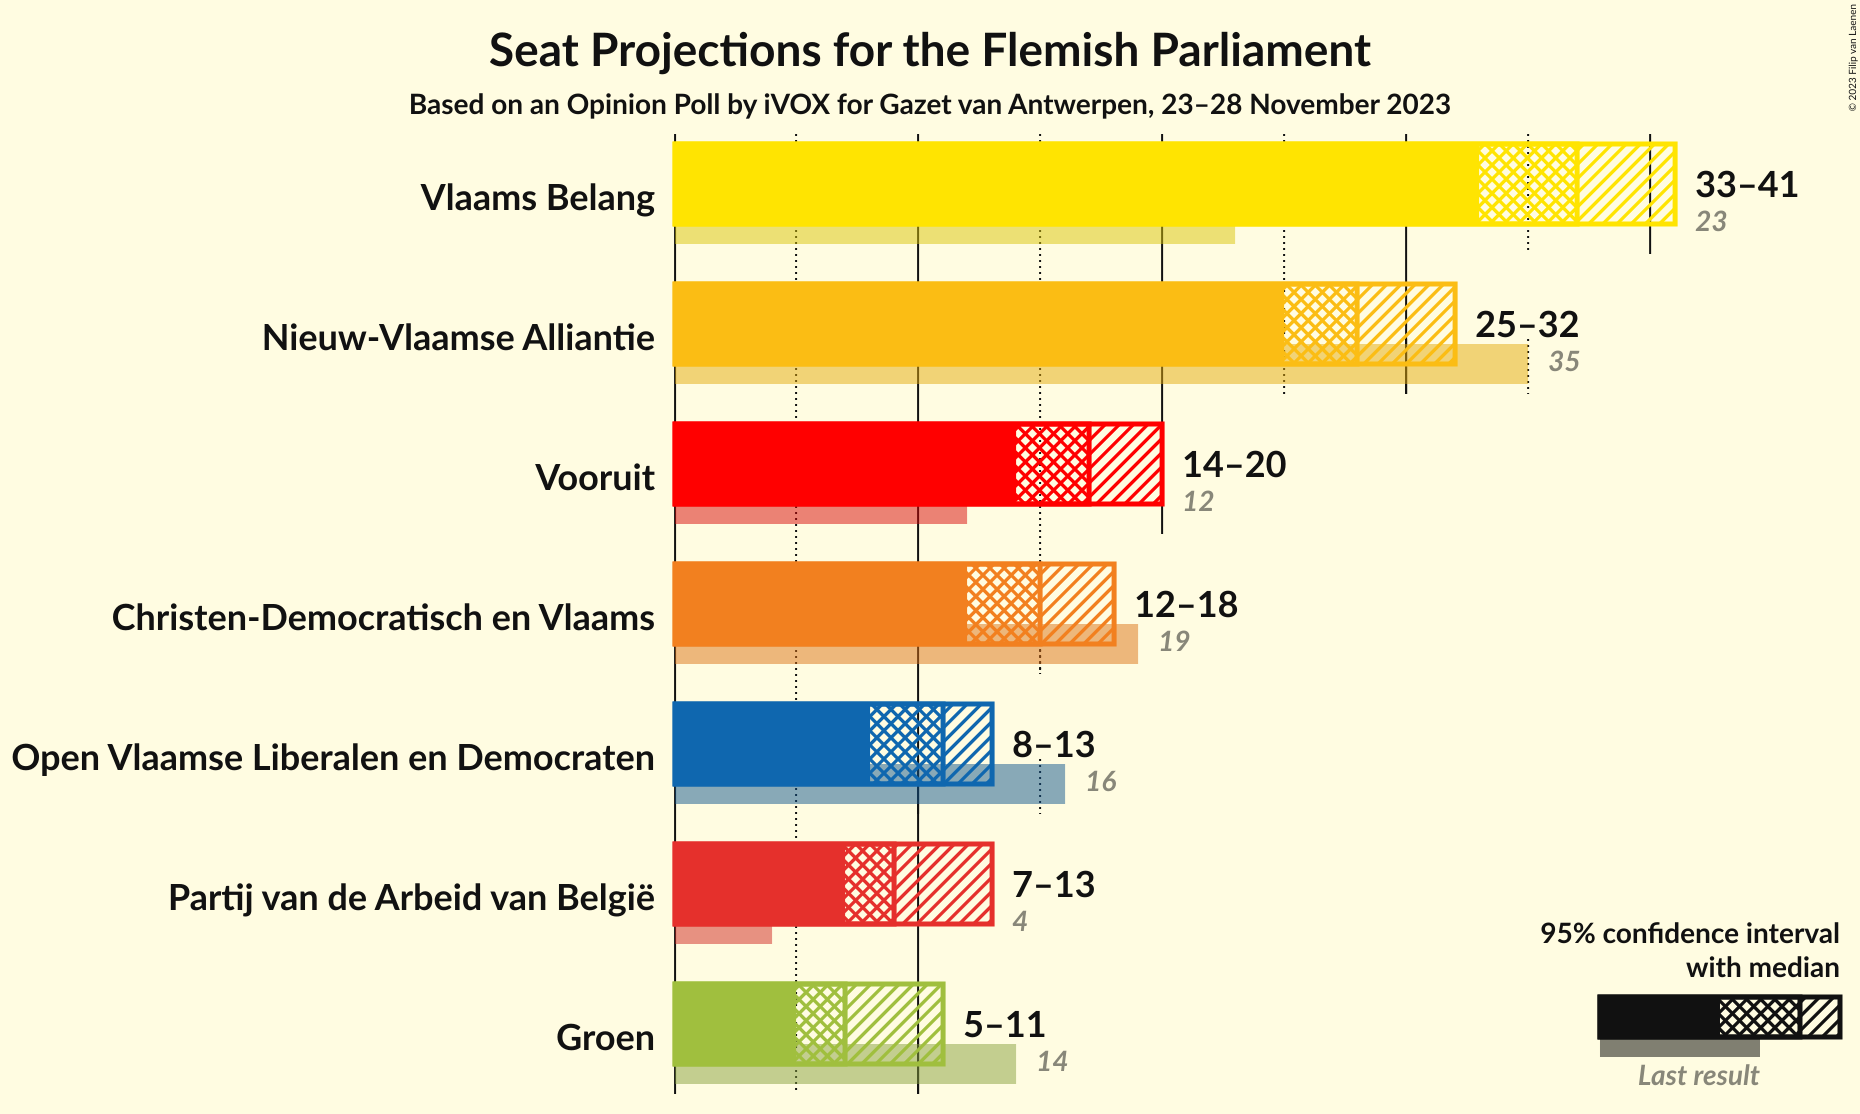 Seat Projections for the Flemish Parliament
Based on an Opinion Poll by iVOX for Gazet van Antwerpen, 23–28 November 2023
© 2023 Filip van Laenen
Vlaams Belang
33–41
23
Nieuw-Vlaamse Alliantie
25–32
35
Vooruit
14–20
12
Christen-Democratisch en Vlaams
12–18
19
Open Vlaamse Liberalen en Democraten
8–13
16
Partij van de Arbeid van België
7–13
4
Groen
5–11
14
95% confidence interval
with median
Last result